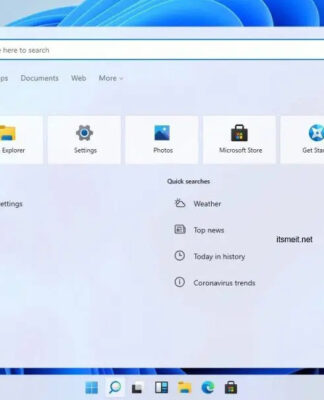 e here to search
ps Documents Web More
Explorer Settings Photos Microsoft Store Get Star
Quick searches
ettings
Weather
Top news
itsmeit.net
Today in history
Coronavirus trends